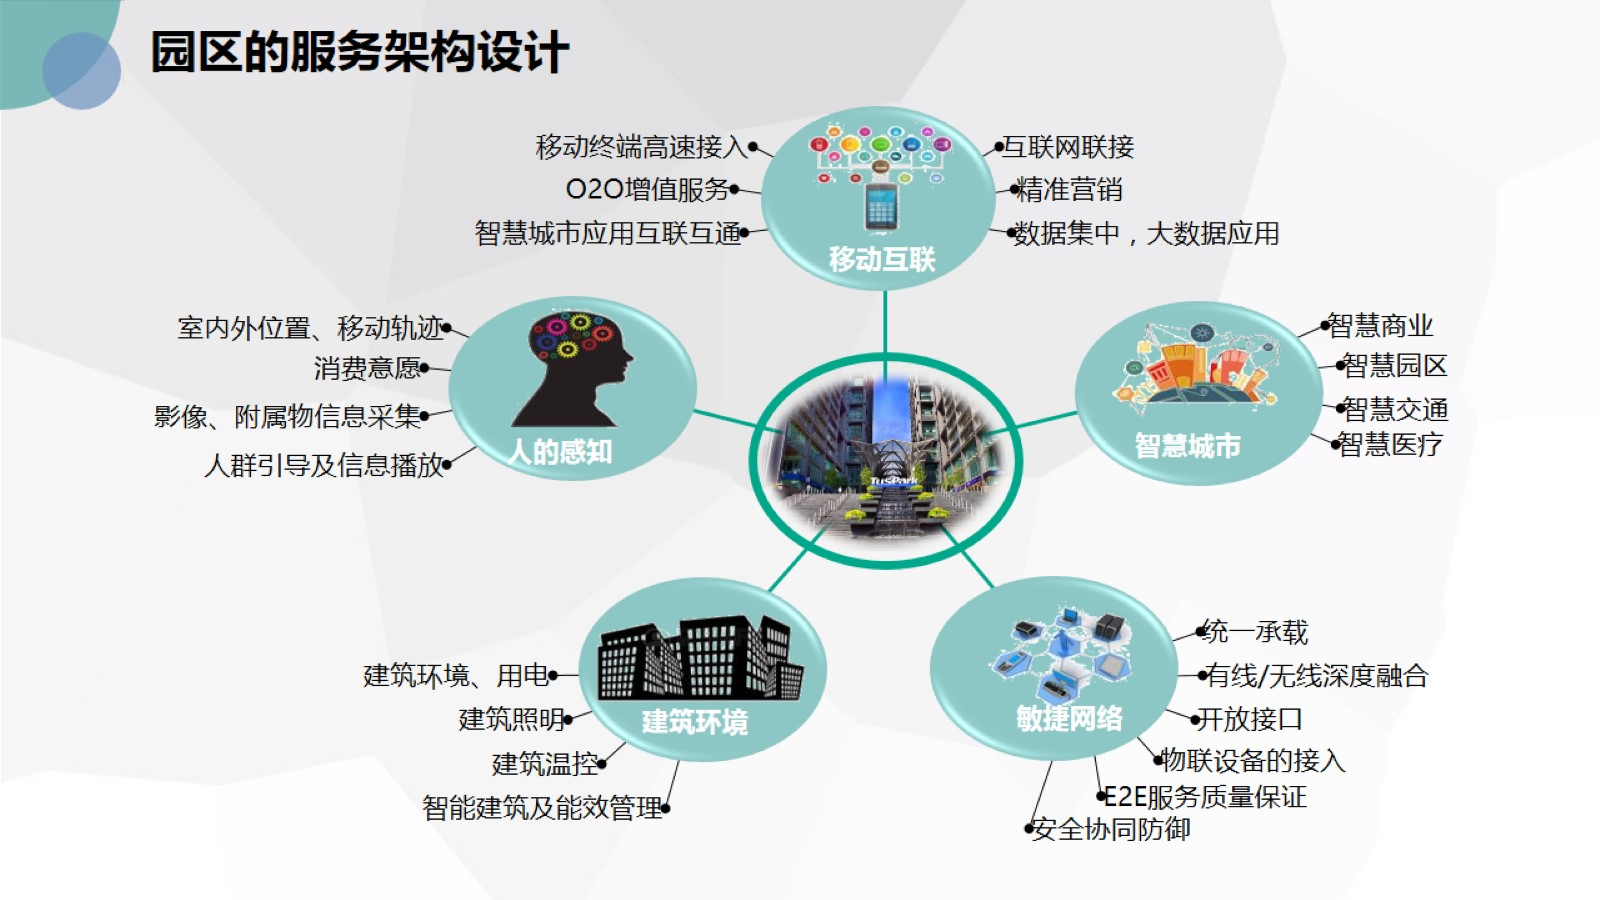 园区的服务架构设计
移动终端高速接入
O2O增值服务
智慧城市应用互联互通
互联网联接
精准营销
数据集中，大数据应用
移动互联
室内外位置、移动轨迹
消费意愿
影像、附属物信息采集
人群引导及信息播放
人的感知
智慧商业
智慧园区
智慧交通
智慧医疗
智慧城市
TusPark
建筑环境、用电
建筑照明
建筑温控
智能建筑及能效管理
建筑环境
统一承载
有线/无线深度融合
开放接口
物联设备的接入
E2E服务质量保证
安全协同防御
敏捷网络